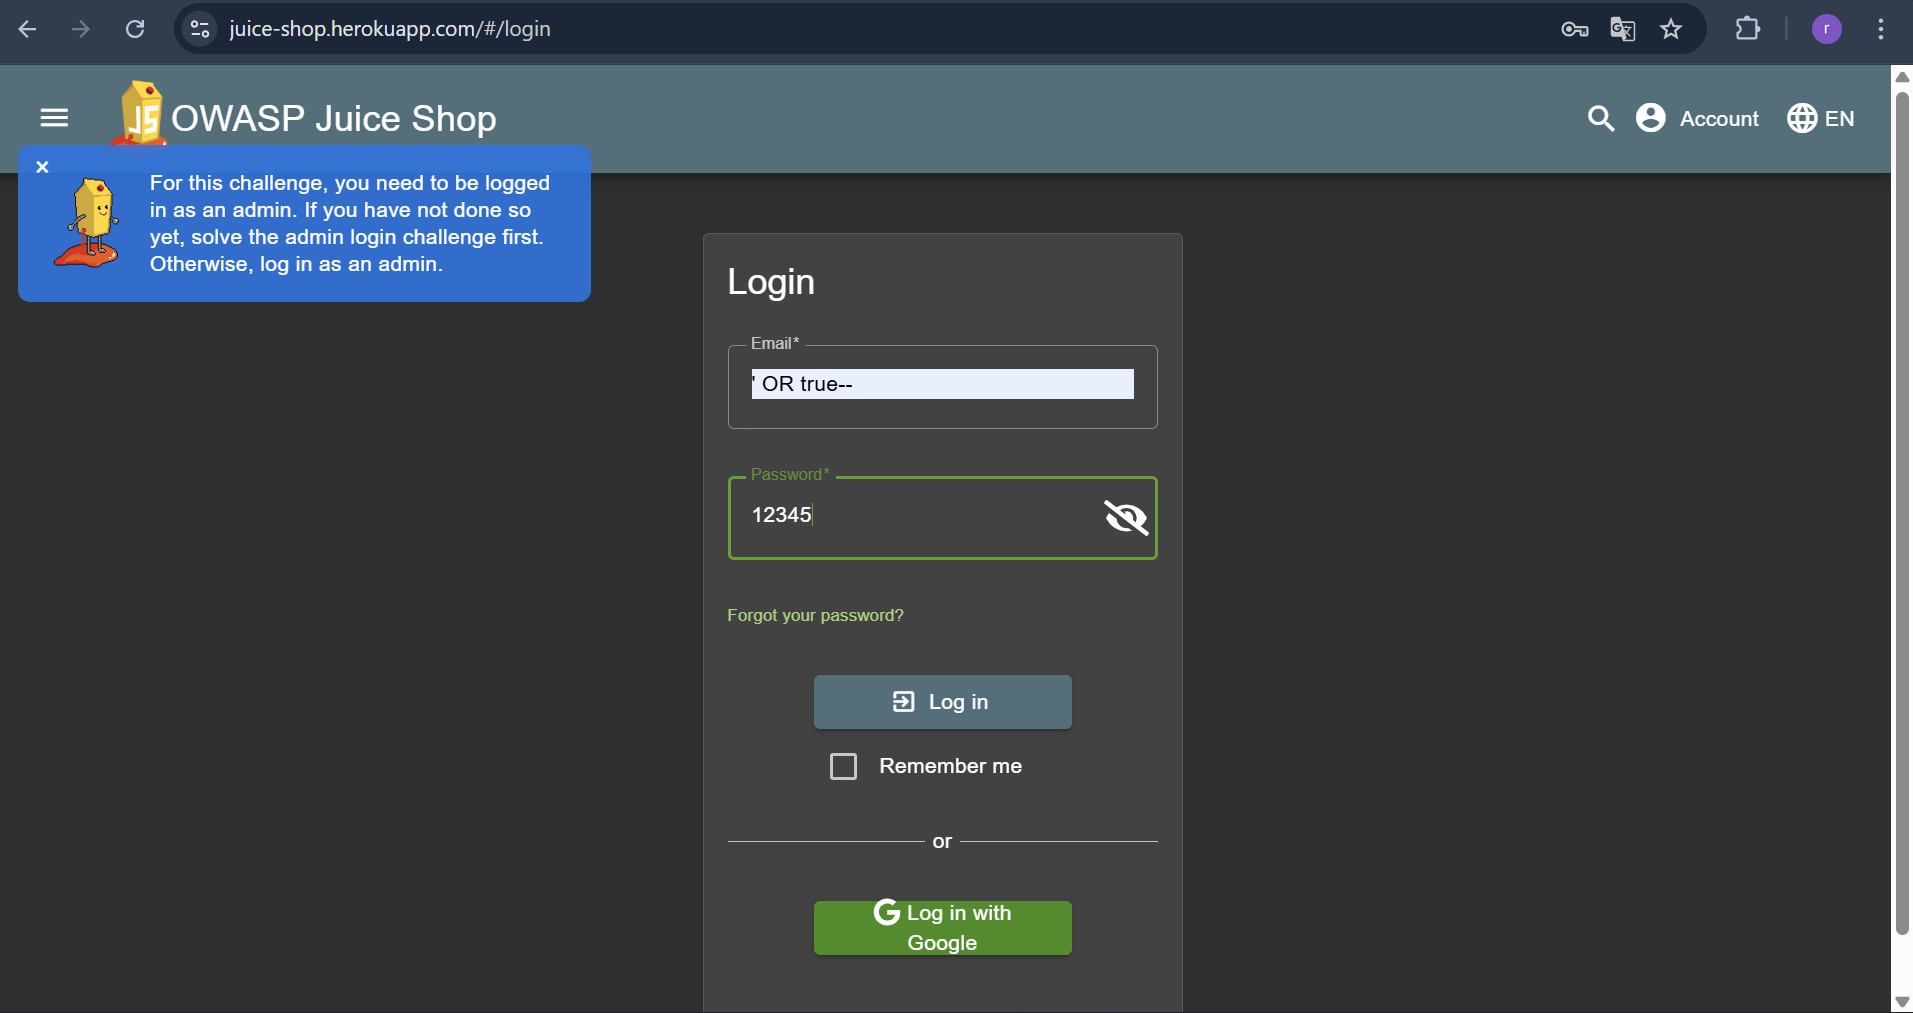 juice-shop.herokuapp.com/#/login
r
JS
OWASP Juice Shop
Account
EN
×
For this challenge, you need to be logged
in as an admin. If you have not done so
yet, solve the admin login challenge first.
Otherwise, log in as an admin.
Login
Email*
' OR true--
Password*
12345
Forgot your password?
Log in
Remember me
or
G Log in with
Google